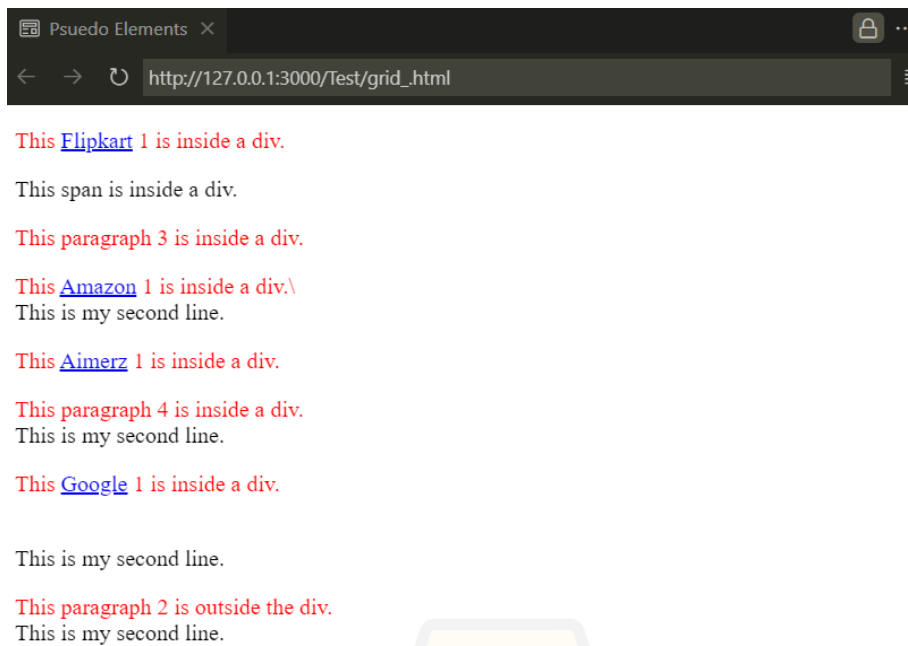 Psuedo Elements
http://127.0.0.1:3000/Test/grid_.html
This Flipkart 1 is inside a div.
This span is inside a div.
This paragraph 3 is inside a div.
This Amazon 1 is inside a div.\
This is my second line.
This Aimerz 1 is inside a div.
This paragraph 4 is inside a div.
This is my second line.
This Google 1 is inside a div.
This is my second line.
This paragraph 2 is outside the div.
This is my second line.